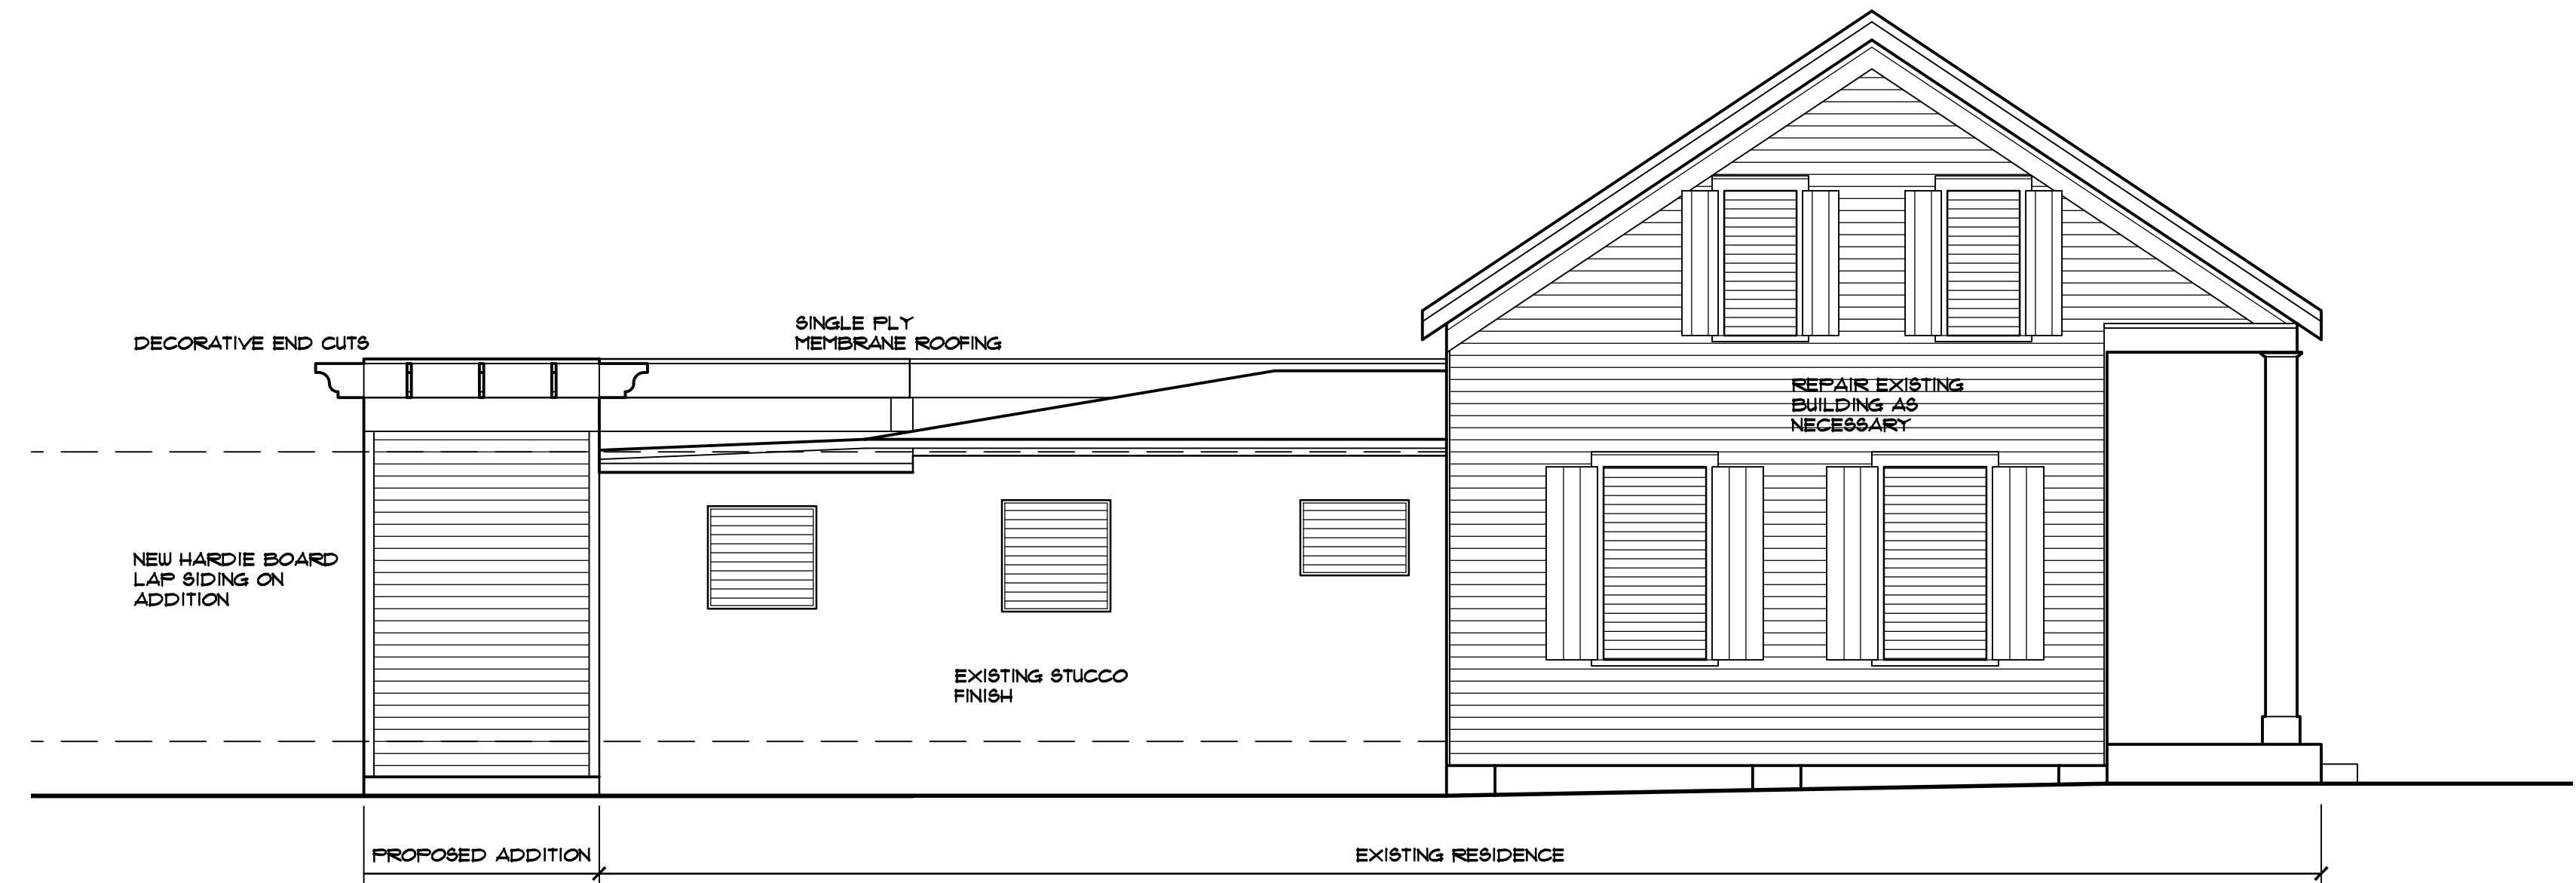 DECORATIVE END CUTS
SINGLE PLY
MEMBRANE ROOFING
REPAIR EXISTING
BUILDING AS
NECESSARY
NEW HARDIE BOARD
LAP SIDING ON
ADDITION
EXISTING STUCCO
FINISH
PROPOSED ADDITION
EXISTING RESIDENCE